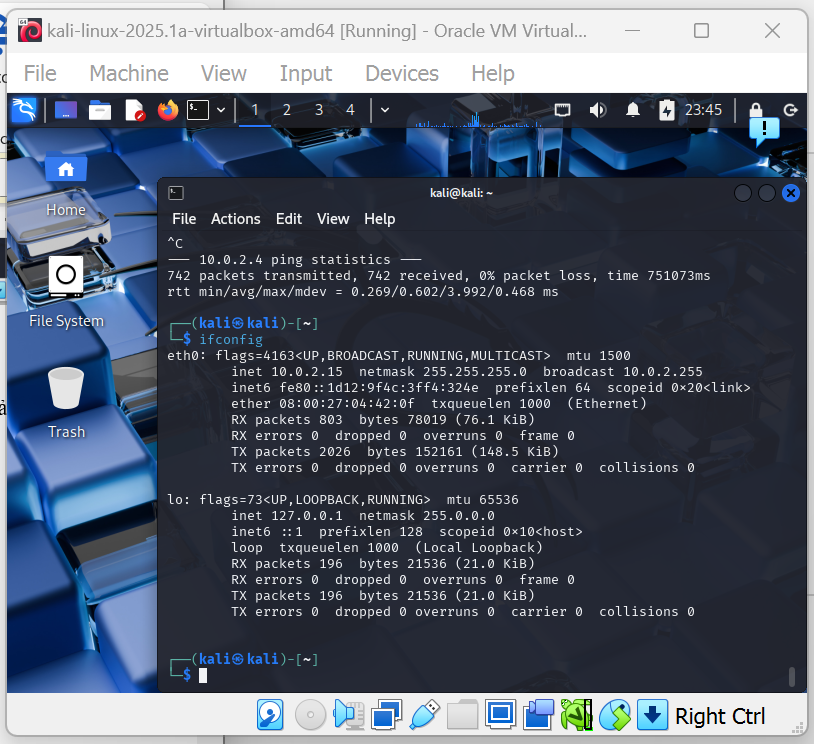 kali-linux-2025.1a-virtualbox-amd64 [Running] - Oracle VM Virtual...
File Machine View Input Devices Help
1 2 3 4 23:45
Home
File System
Trash
kali@kali: ~
File Actions Edit View Help
^C
--- 10.0.2.4 ping statistics ---
742 packets transmitted, 742 received, 0% packet loss, time 751073ms
rtt min/avg/max/mdev = 0.269/0.602/3.992/0.468 ms
┌──(kali㉿kali)-[~]
└─$ ifconfig
eth0: flags=4163<UP,BROADCAST,RUNNING,MULTICAST>  mtu 1500
inet 10.0.2.15  netmask 255.255.255.0  broadcast 10.0.2.255
inet6 fe80::1d12:9f4c:3ff4:324e  prefixlen 64  scopeid 0×20<link>
ether 08:00:27:04:42:0f  txqueuelen 1000  (Ethernet)
RX packets 803  bytes 78019 (76.1 KiB)
RX errors 0  dropped 0  overruns 0  frame 0
TX packets 2026  bytes 152161 (148.5 KiB)
TX errors 0  dropped 0 overruns 0  carrier 0  collisions 0
lo: flags=73<UP,LOOPBACK,RUNNING>  mtu 65536
inet 127.0.0.1  netmask 255.0.0.0
inet6 ::1  prefixlen 128  scopeid 0×10<host>
loop  txqueuelen 1000  (Local Loopback)
RX packets 196  bytes 21536 (21.0 KiB)
RX errors 0  dropped 0  overruns 0  frame 0
TX packets 196  bytes 21536 (21.0 KiB)
TX errors 0  dropped 0 overruns 0  carrier 0  collisions 0
┌──(kali㉿kali)-[~]
└─$
Right Ctrl